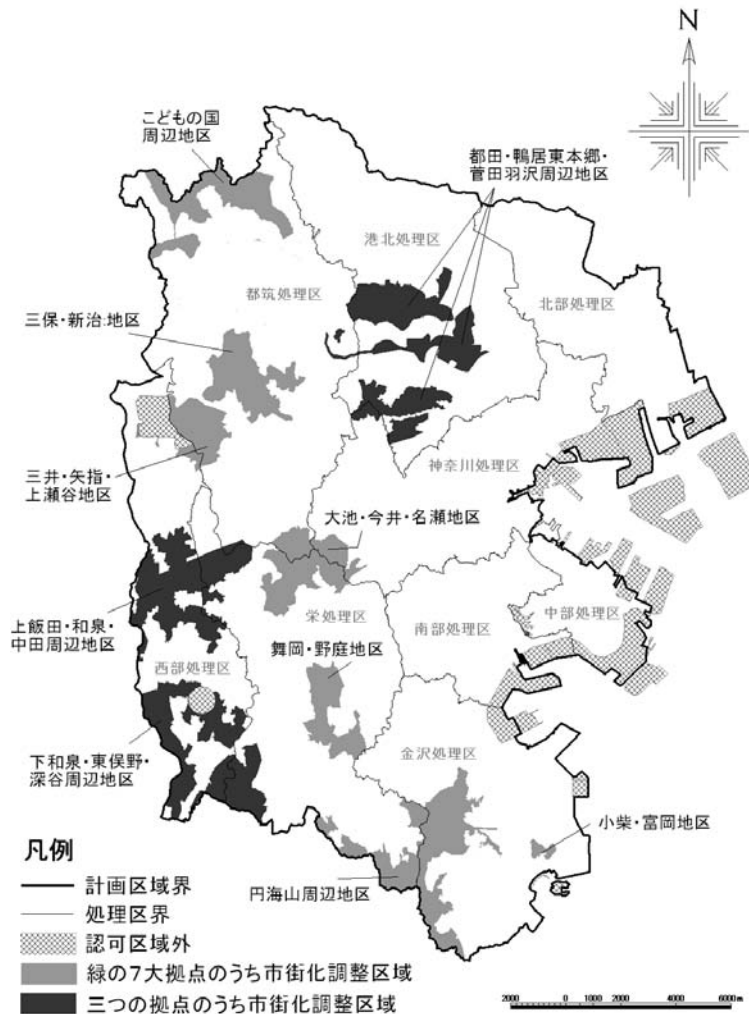 N
こどもの国
周辺地区
都田・鴨居東本郷・
菅田羽沢周辺地区
港北処理区
都筑処理区
北部処理区
三保・新治地区
三井・矢指・
上瀬谷地区
神奈川処理区
大池・今井・名瀬地区
上飯田・和泉・
中田周辺地区
栄処理区
南部処理区
中部処理区
舞岡・野庭地区
西部処理区
下和泉・東俣野・
深谷周辺地区
金沢処理区
小柴・富岡地区
円海山周辺地区
凡例
計画区域界
処理区界
認可区域外
緑の7大拠点のうち市街化調整区域
三つの拠点のうち市街化調整区域
2000 0 1000 2000 4000 6000m